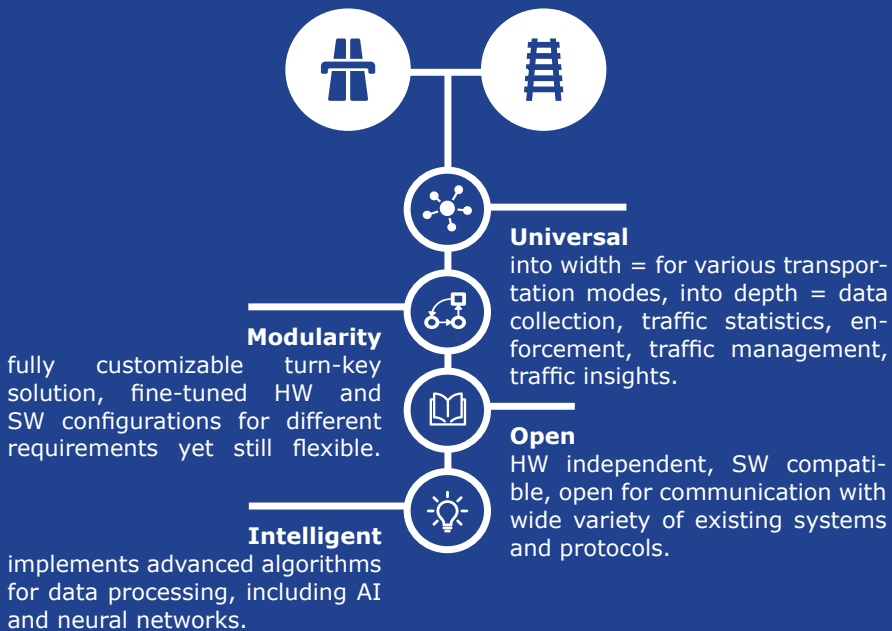 Universal
into width = for various transpor-
tation modes, into depth = data
collection, traffic statistics, en-
forcement, traffic management,
traffic insights.
Modularity
fully customizable turn-key
solution, fine-tuned HW and
SW configurations for different
requirements yet still flexible.
Open
HW independent, SW compati-
ble, open for communication with
wide variety of existing systems
and protocols.
Intelligent
implements advanced algorithms
for data processing, including AI
and neural networks.